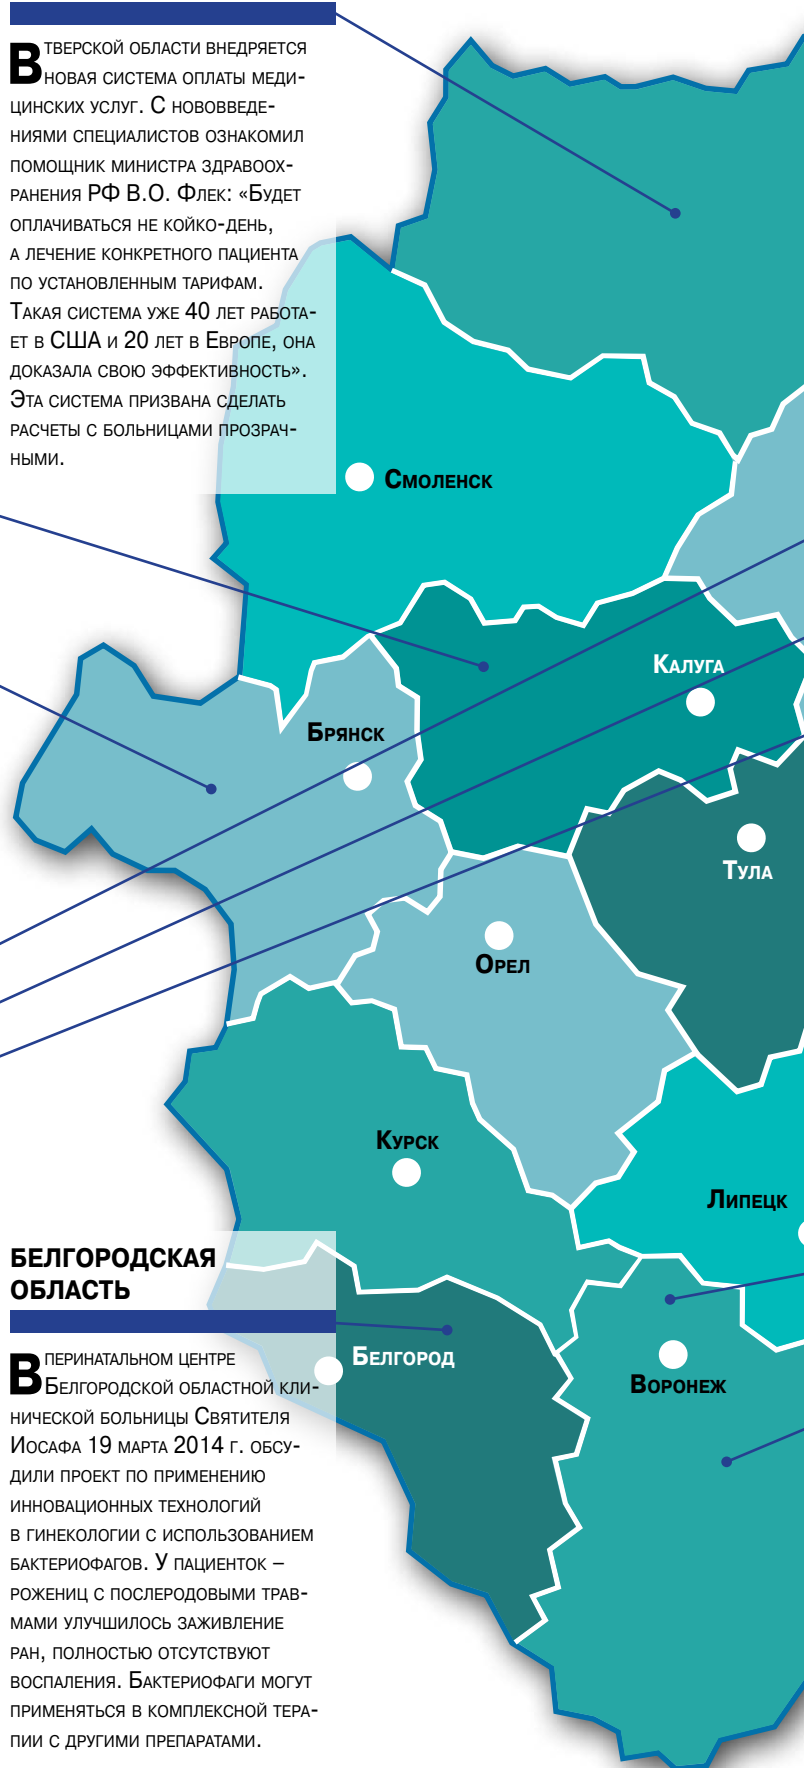 В ТВЕРСКОЙ ОБЛАСТИ ВНЕДРЯЕТСЯ
НОВАЯ СИСТЕМА ОПЛАТЫ МЕДИ-
ЦИНСКИХ УСЛУГ. С НОВОВВЕДЕ-
НИЯМИ СПЕЦИАЛИСТОВ ОЗНАКОМИЛ
ПОМОЩНИК МИНИСТРА ЗДРАВООХ-
РАНЕНИЯ РФ В.О. ФЛЕК: «БУДЕТ
ОПЛАЧИВАТЬСЯ НЕ КОЙКО-ДЕНЬ,
А ЛЕЧЕНИЕ КОНКРЕТНОГО ПАЦИЕНТА
ПО УСТАНОВЛЕННЫМ ТАРИФАМ.
ТАКАЯ СИСТЕМА УЖЕ 40 ЛЕТ РАБОТА-
ЕТ В США И 20 ЛЕТ В ЕВРОПЕ, ОНА
ДОКАЗАЛА СВОЮ ЭФФЕКТИВНОСТЬ».
ЭТА СИСТЕМА ПРИЗВАНА СДЕЛАТЬ
РАСЧЕТЫ С БОЛЬНИЦАМИ ПРОЗРАЧ-
НЫМИ.
СМОЛЕНСК
КАЛУГА
БРЯНСК
ТУЛА
ОРЕЛ
КУРСК
ЛИПЕЦК
БЕЛГОРОД
ВОРОНЕЖ
БЕЛГОРОДСКАЯ
ОБЛАСТЬ
В ПЕРИНАТАЛЬНОМ ЦЕНТРЕ
БЕЛГОРОДСКОЙ ОБЛАСТНОЙ КЛИ-
НИЧЕСКОЙ БОЛЬНИЦЫ СВЯТИТЕЛЯ
ИОСАФА 19 МАРТА 2014 Г. ОБСУ-
ДИЛИ ПРОЕКТ ПО ПРИМЕНЕНИЮ
ИННОВАЦИОННЫХ ТЕХНОЛОГИЙ
В ГИНЕКОЛОГИИ С ИСПОЛЬЗОВАНИЕМ
БАКТЕРИОФАГОВ. У ПАЦИЕНТОК –
РОЖЕНИЦ С ПОСЛЕРОДОВЫМИ ТРАВ-
МАМИ УЛУЧШИЛОСЬ ЗАЖИВЛЕНИЕ
РАН, ПОЛНОСТЬЮ ОТСУТСТВУЮТ
ВОСПАЛЕНИЯ. БАКТЕРИОФАГИ МОГУТ
ПРИМЕНЯТЬСЯ В КОМПЛЕКСНОЙ ТЕРА-
ПИИ С ДРУГИМИ ПРЕПАРАТАМИ.